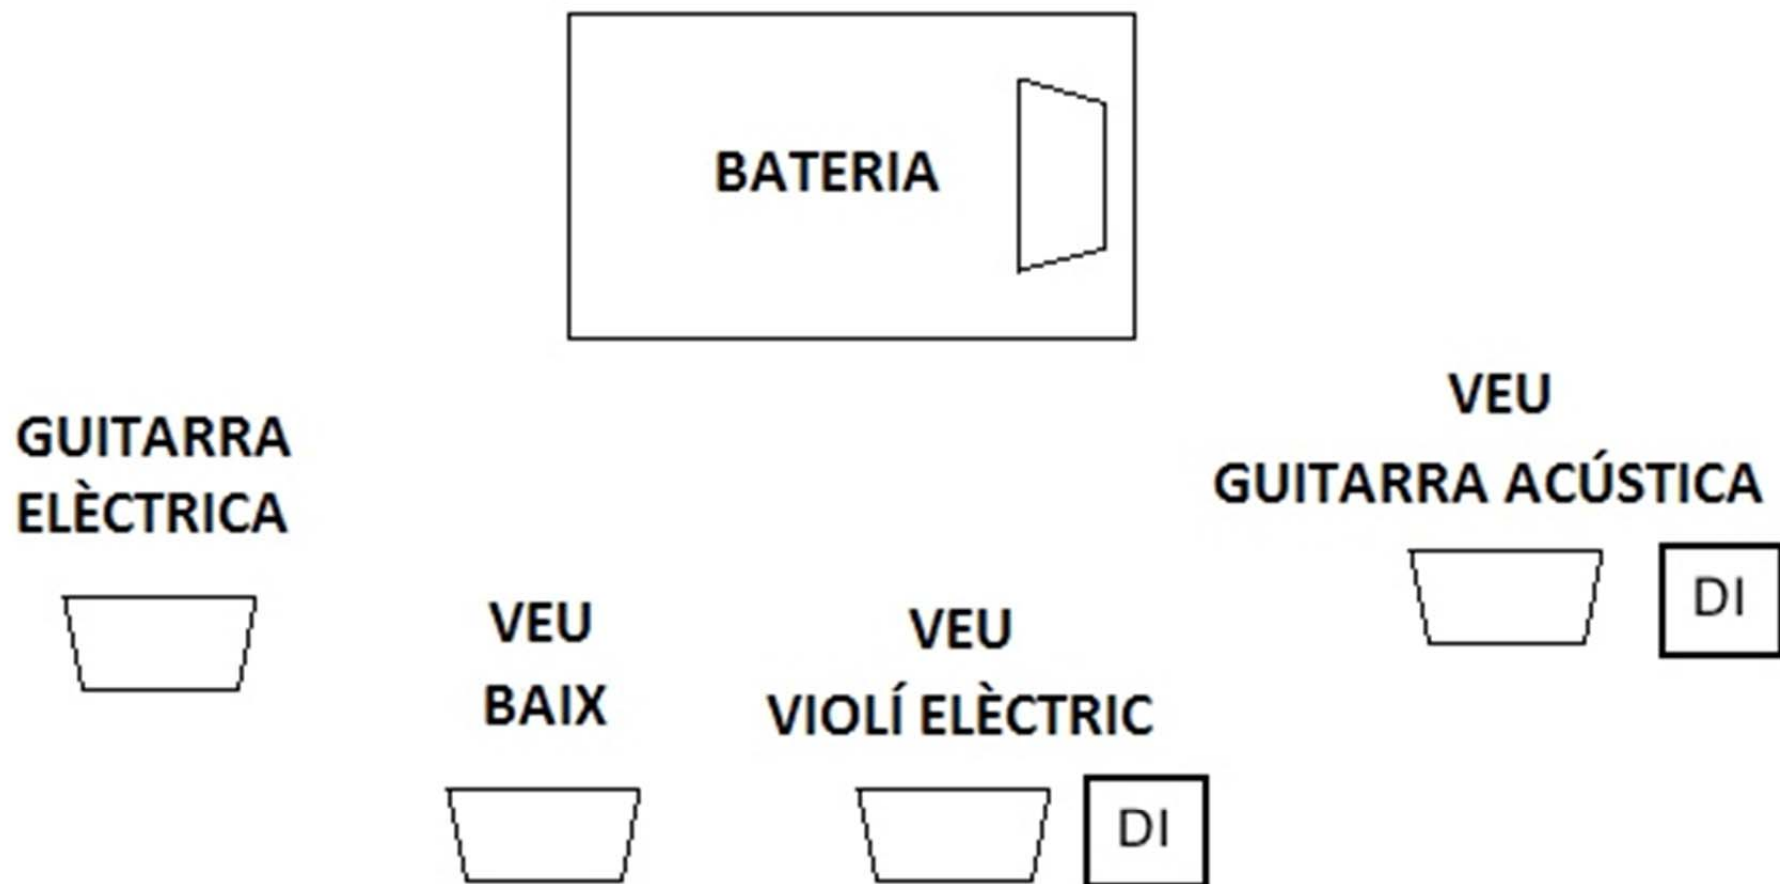 BATERIA
GUITARRA
ELÈCTRICA
VEU
GUITARRA ACÚSTICA
DI
VEU
BAIX
VEU
VIOLÍ ELÈCTRIC
DI